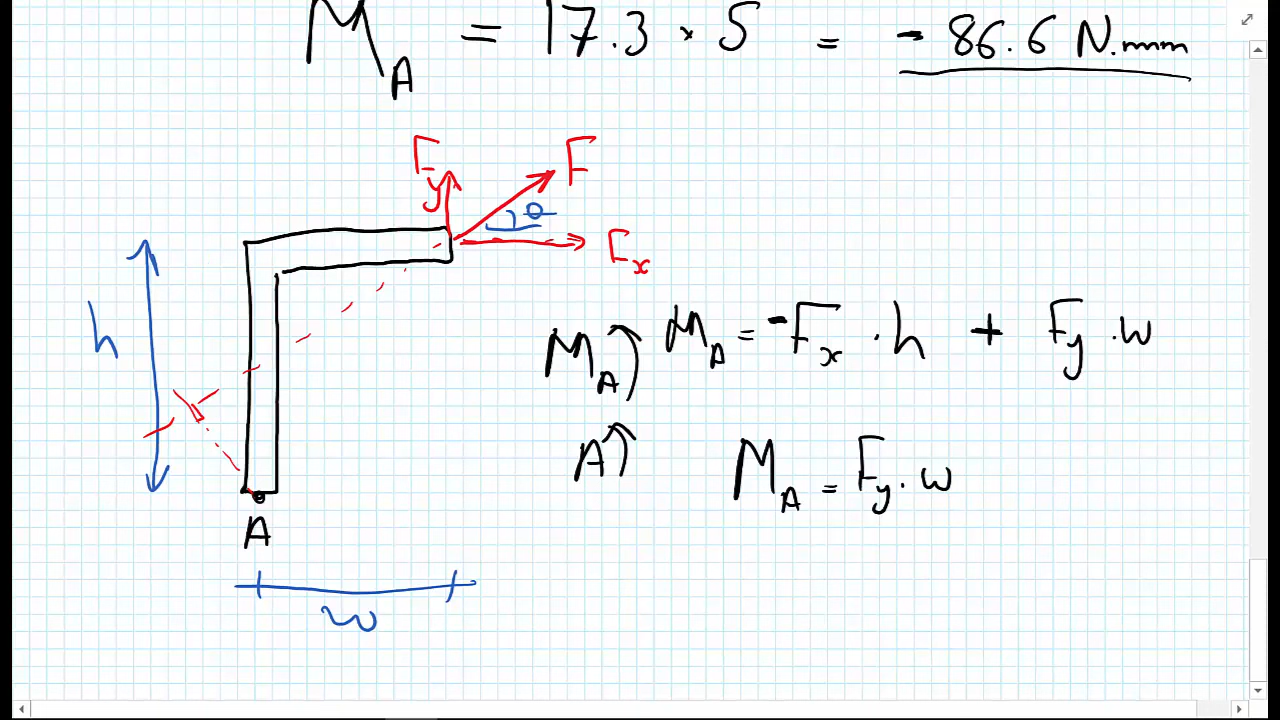 M_A = 17.3 × 5 = -86.6 N.mm
F_y
F
θ
F_x
h
M_A M_A = -F_x . h + F_y . w
A
M_A = F_y . w
A
w